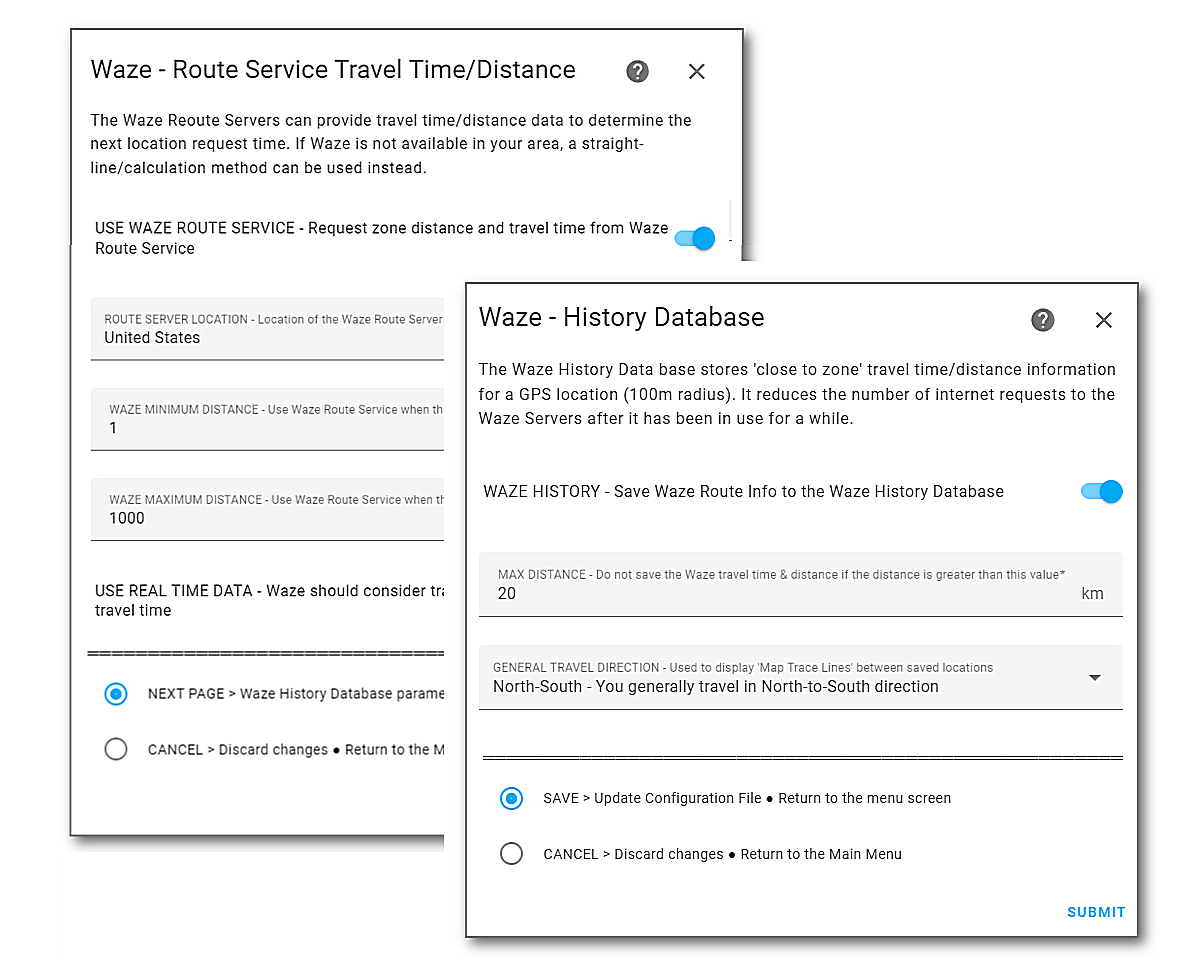 Waze - Route Service Travel Time/Distance
The Waze Reoute Servers can provide travel time/distance data to determine the
next location request time. If Waze is not available in your area, a straight-
line/calculation method can be used instead.
USE WAZE ROUTE SERVICE - Request zone distance and travel time from Waze
Route Service
ROUTE SERVER LOCATION - Location of the Waze Route Server
United States
WAZE MINIMUM DISTANCE - Use Waze Route Service when th
1
WAZE MAXIMUM DISTANCE - Use Waze Route Service when th
1000
USE REAL TIME DATA - Waze should consider tra
travel time
NEXT PAGE > Waze History Database parame
CANCEL > Discard changes ● Return to the M
Waze - History Database
The Waze History Data base stores 'close to zone' travel time/distance information
for a GPS location (100m radius). It reduces the number of internet requests to the
Waze Servers after it has been in use for a while.
WAZE HISTORY - Save Waze Route Info to the Waze History Database
MAX DISTANCE - Do not save the Waze travel time & distance if the distance is greater than this value*
20 km
GENERAL TRAVEL DIRECTION - Used to display 'Map Trace Lines' between saved locations
North-South - You generally travel in North-to-South direction
SAVE > Update Configuration File ● Return to the menu screen
CANCEL > Discard changes ● Return to the Main Menu
SUBMIT